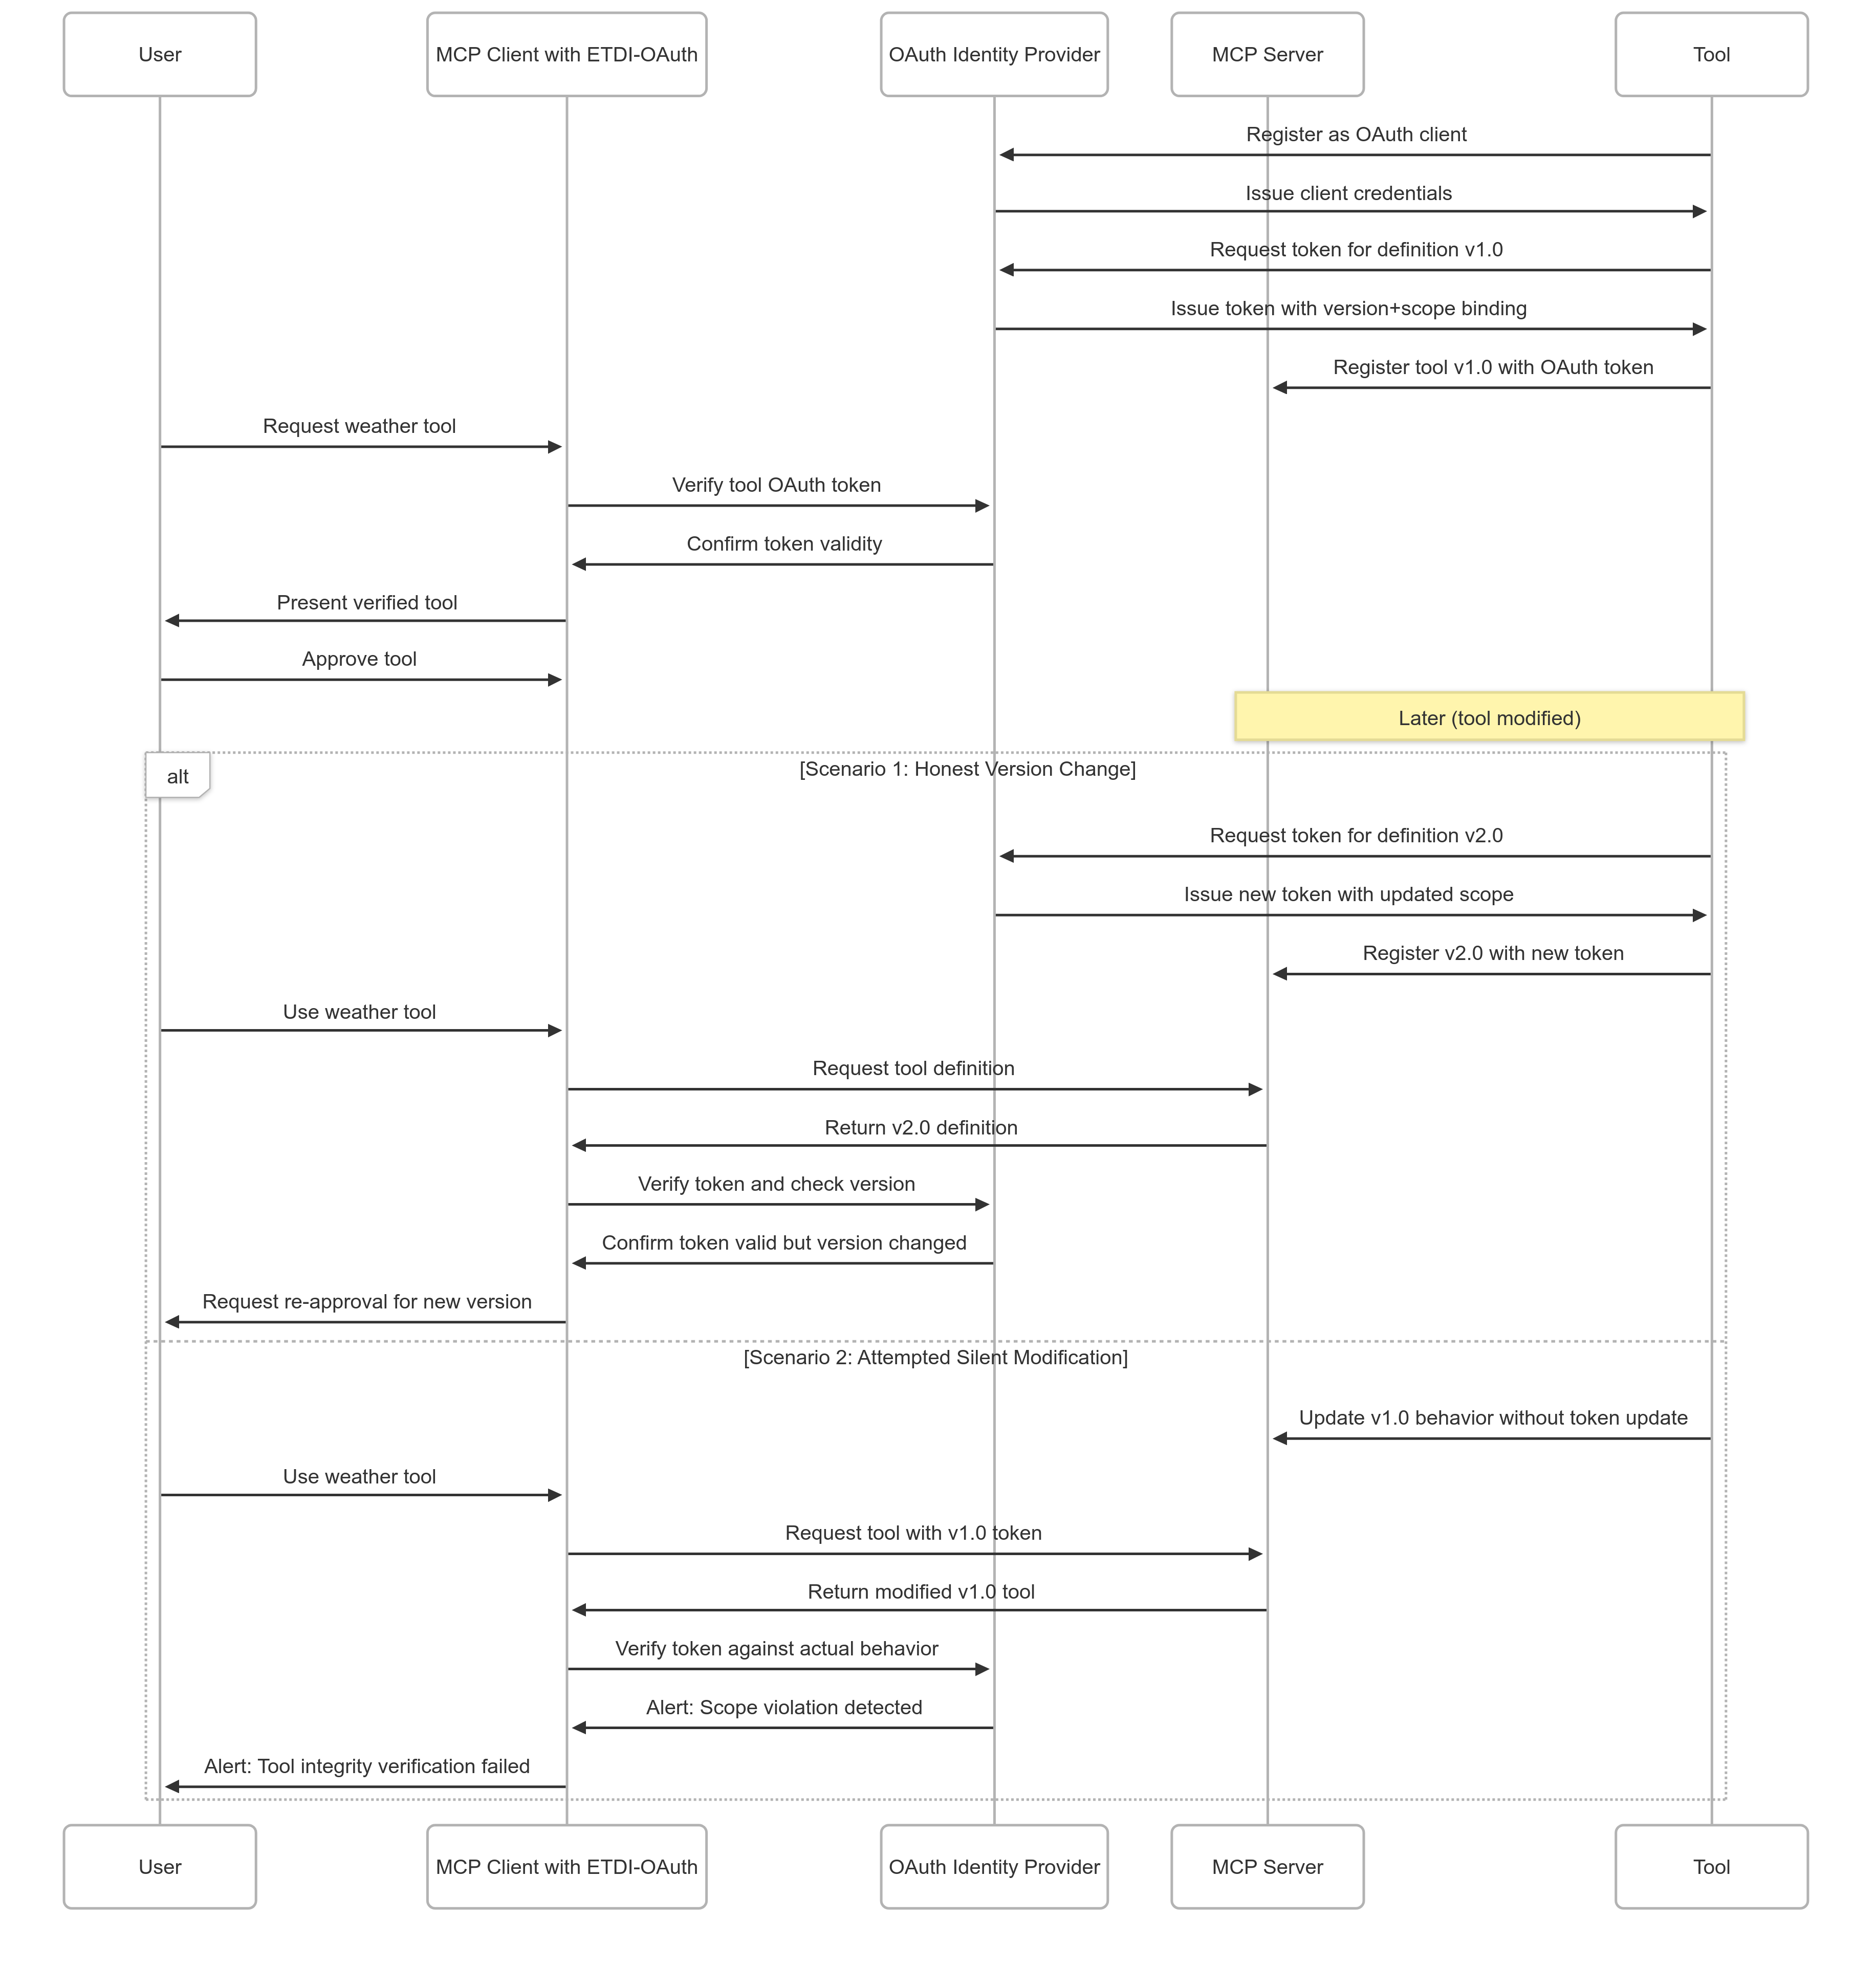 User
MCP Client with ETDI-OAuth
OAuth Identity Provider
MCP Server
Tool
Register as OAuth client
Issue client credentials
Request token for definition v1.0
Issue token with version+scope binding
Register tool v1.0 with OAuth token
Request weather tool
Verify tool OAuth token
Confirm token validity
Present verified tool
Approve tool
Later (tool modified)
alt
[Scenario 1: Honest Version Change]
Request token for definition v2.0
Issue new token with updated scope
Register v2.0 with new token
Use weather tool
Request tool definition
Return v2.0 definition
Verify token and check version
Confirm token valid but version changed
Request re-approval for new version
[Scenario 2: Attempted Silent Modification]
Update v1.0 behavior without token update
Use weather tool
Request tool with v1.0 token
Return modified v1.0 tool
Verify token against actual behavior
Alert: Scope violation detected
Alert: Tool integrity verification failed
User
MCP Client with ETDI-OAuth
OAuth Identity Provider
MCP Server
Tool